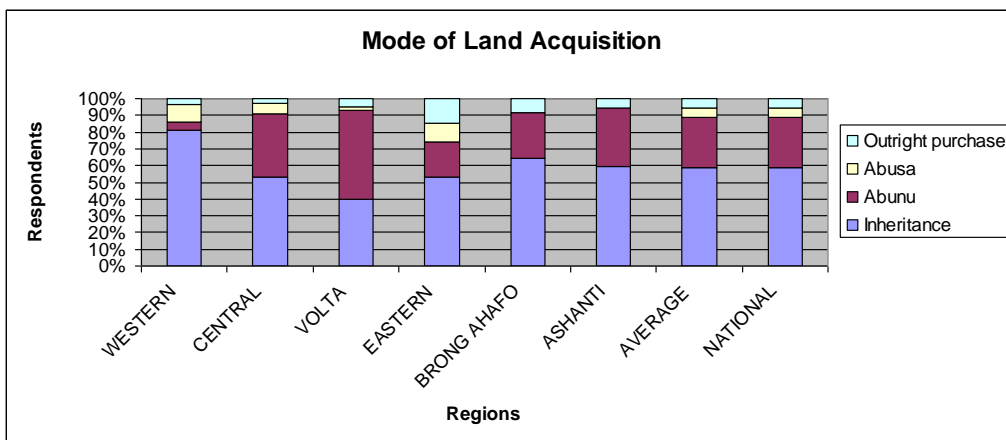 Mode of Land Acquisition
100%
90%
80%
70%
60%
50%
40%
30%
20%
10%
0%
Respondents
WESTERN
CENTRAL
VOLTA
EASTERN
BRONG AHAFO
ASHANTI
AVERAGE
NATIONAL
Regions
Outright purchase
Abusa
Abunu
Inheritance